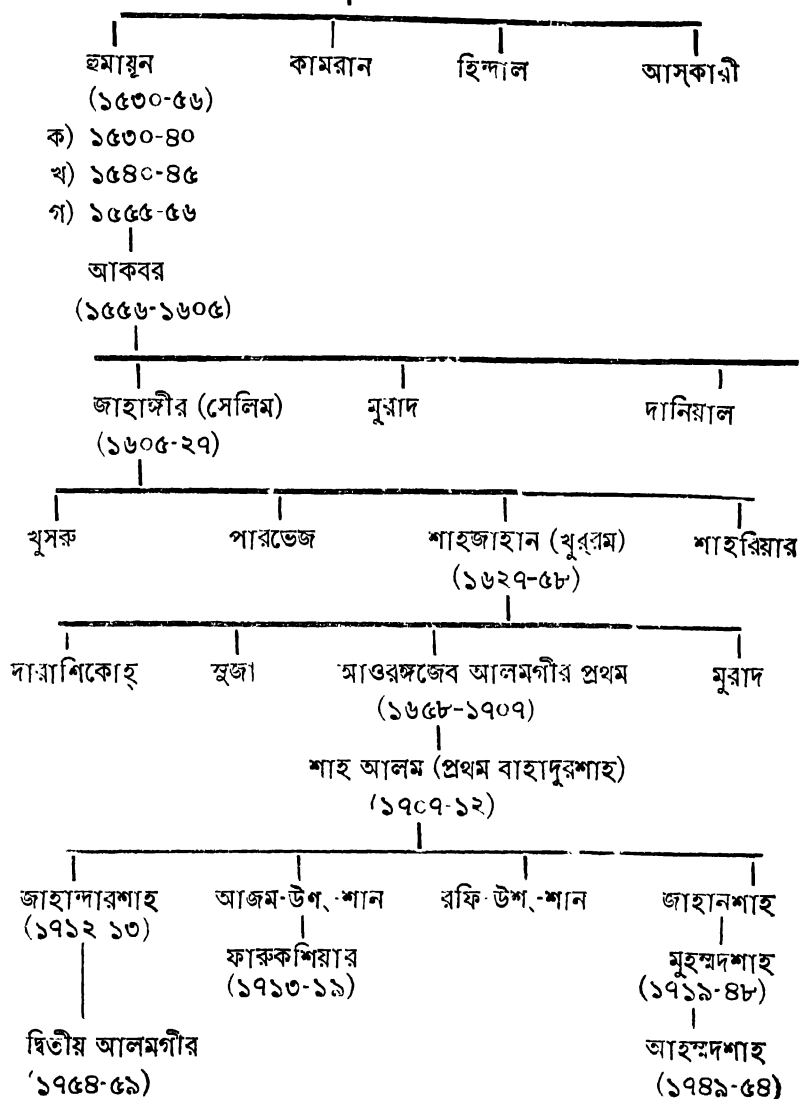 হুমায়ূন কামরান হিন্দাল আস্‌কারী
(১৫৩০-৫৬)
ক) ১৫৩০-৪০
খ) ১৫৪০-৪৫
গ) ১৫৫৫-৫৬
আকবর
(১৫৫৬-১৬০৫)
জাহাঙ্গীর (সেলিম) মুরাদ দানিয়াল
(১৬০৫-২৭)
খুসরু পারভেজ শাহজাহান (খুর্‌রম) শাহরিয়ার
(১৬২৭-৫৮)
দারাশিকোহ্ সুজা আওরঙ্গজেব আলমগীর প্রথম মুরাদ
(১৬৫৮-১৭০৭)
শাহ আলম (প্রথম বাহাদুরশাহ)
(১৭০৭-১২)
জাহান্দারশাহ আজম-উশ্-শান রফি-উশ্-শান জাহানশাহ
(১৭১২ ১৩) ফারুকশিয়ার মুহম্মদশাহ
(১৭১৩-১৯) (১৭১৯-৪৮)
দ্বিতীয় আলমগীর আহম্মদশাহ
(১৭৫৪-৫৯) (১৭৪৯-৫৪)